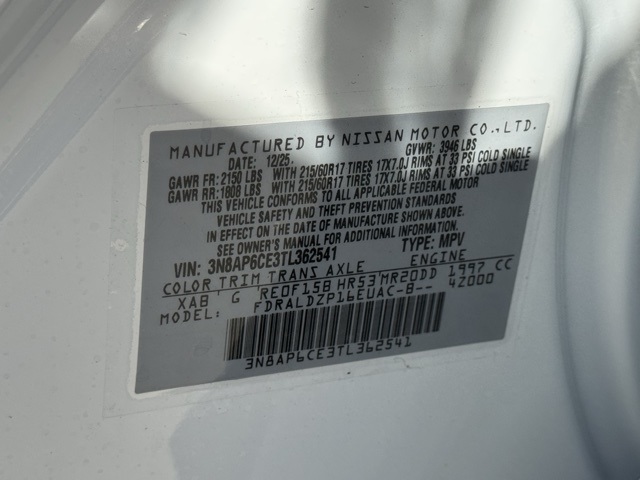 MANUFACTURED BY NISSAN MOTOR CO.,LTD.
DATE: 12/25 GVWR: 3946 LBS
GAWR FR: 2150 LBS WITH 215/60R17 TIRES 17X7.0J RIMS AT 33 PSI COLD SINGLE
GAWR RR: 1808 LBS WITH 215/60R17 TIRES 17X7.0J RIMS AT 33 PSI COLD SINGLE
THIS VEHICLE CONFORMS TO ALL APPLICABLE FEDERAL MOTOR
VEHICLE SAFETY AND THEFT PREVENTION STANDARDS
IN EFFECT ON THE DATE OF MANUFACTURE SHOWN ABOVE.
SEE OWNER'S MANUAL FOR ADDITIONAL INFORMATION
VIN: 3N8AP6CE3TL362541 TYPE: MPV
COLOR TRIM TRANS AXLE ENGINE
XAB G RE0F15B HR53 MR20DD 1997 CC
MODEL: FDRALDZP16EUAC-B-- 42000
3N8AP6CE3TL362541